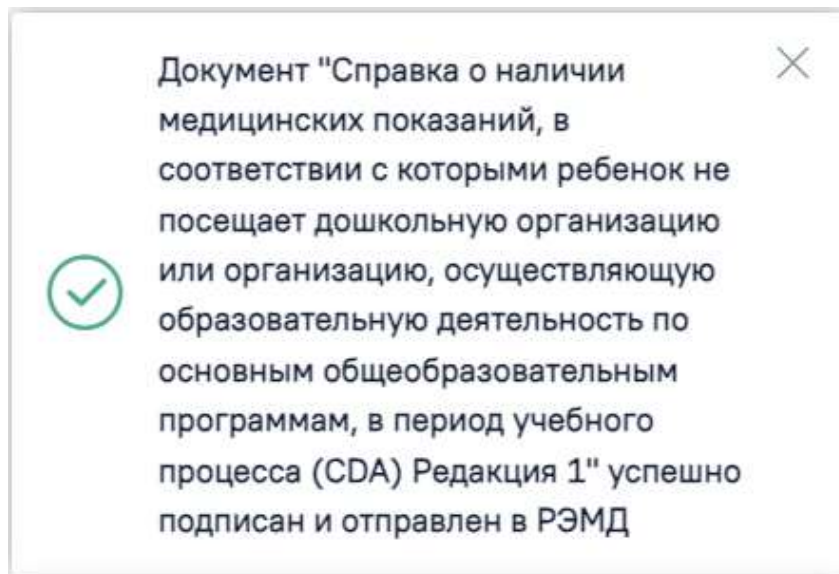 Документ "Справка о наличии
медицинских показаний, в
соответствии с которыми ребенок не
посещает дошкольную организацию
или организацию, осуществляющую
образовательную деятельность по
основным общеобразовательным
программам, в период учебного
процесса (CDA) Редакция 1" успешно
подписан и отправлен в РЭМД